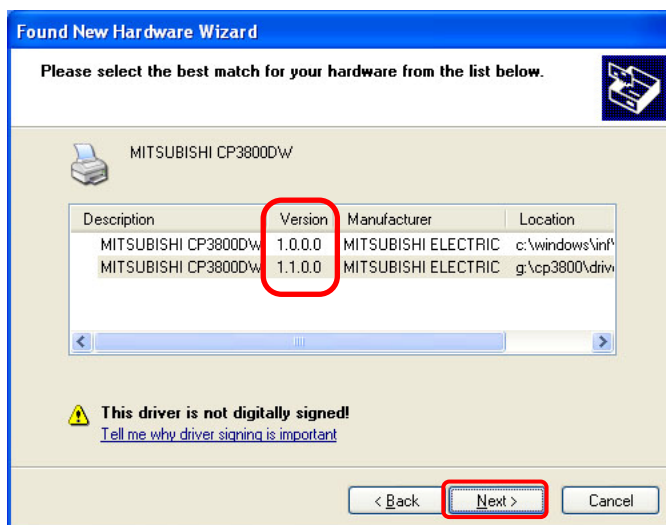 Found New Hardware Wizard
Please select the best match for your hardware from the list below.
MITSUBISHI CP3800DW
Description Version Manufacturer Location
MITSUBISHI CP3800DW 1.0.0.0 MITSUBISHI ELECTRIC c:\windows\inf\
MITSUBISHI CP3800DW 1.1.0.0 MITSUBISHI ELECTRIC g:\cp3800\driv
This driver is not digitally signed!
Tell me why driver signing is important
< Back Next > Cancel